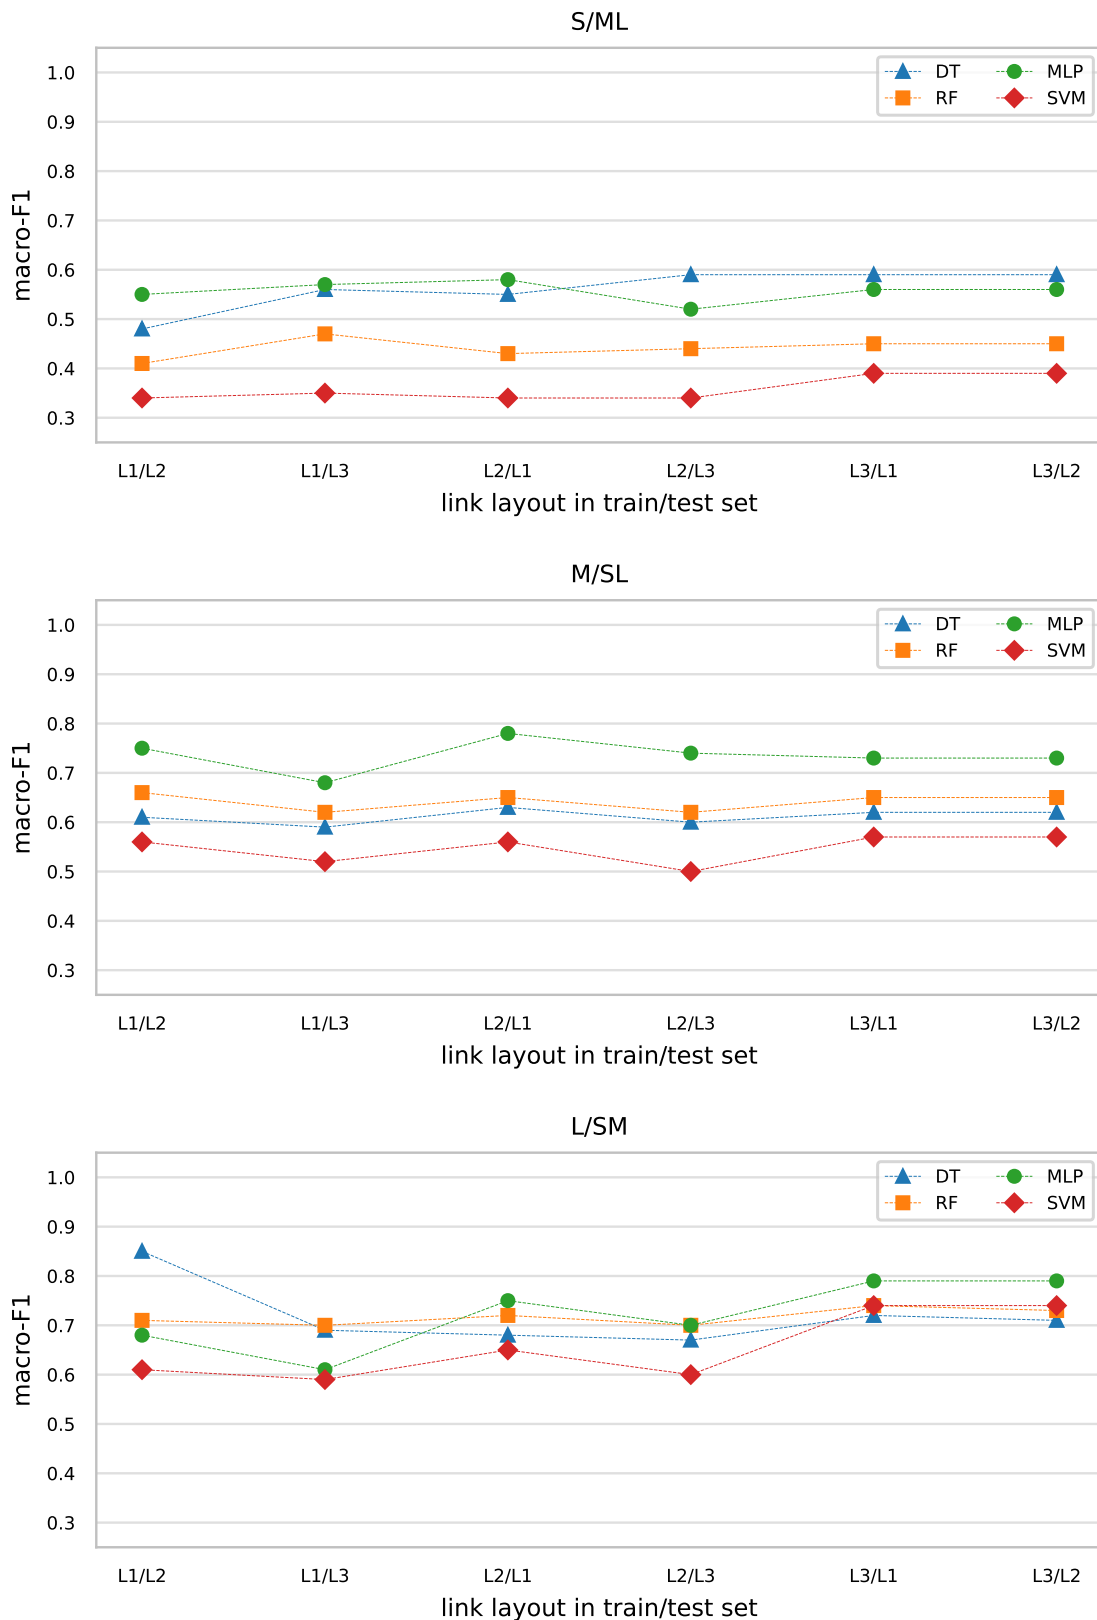 S/ML
1.0
0.9
0.8
0.7
0.6
0.5
0.4
0.3
macro-F1
DT MLP
RF SVM
L1/L2 L1/L3 L2/L1 L2/L3 L3/L1 L3/L2
link layout in train/test set
M/SL
1.0
0.9
0.8
0.7
0.6
0.5
0.4
0.3
macro-F1
DT MLP
RF SVM
L1/L2 L1/L3 L2/L1 L2/L3 L3/L1 L3/L2
link layout in train/test set
L/SM
1.0
0.9
0.8
0.7
0.6
0.5
0.4
0.3
macro-F1
DT MLP
RF SVM
L1/L2 L1/L3 L2/L1 L2/L3 L3/L1 L3/L2
link layout in train/test set